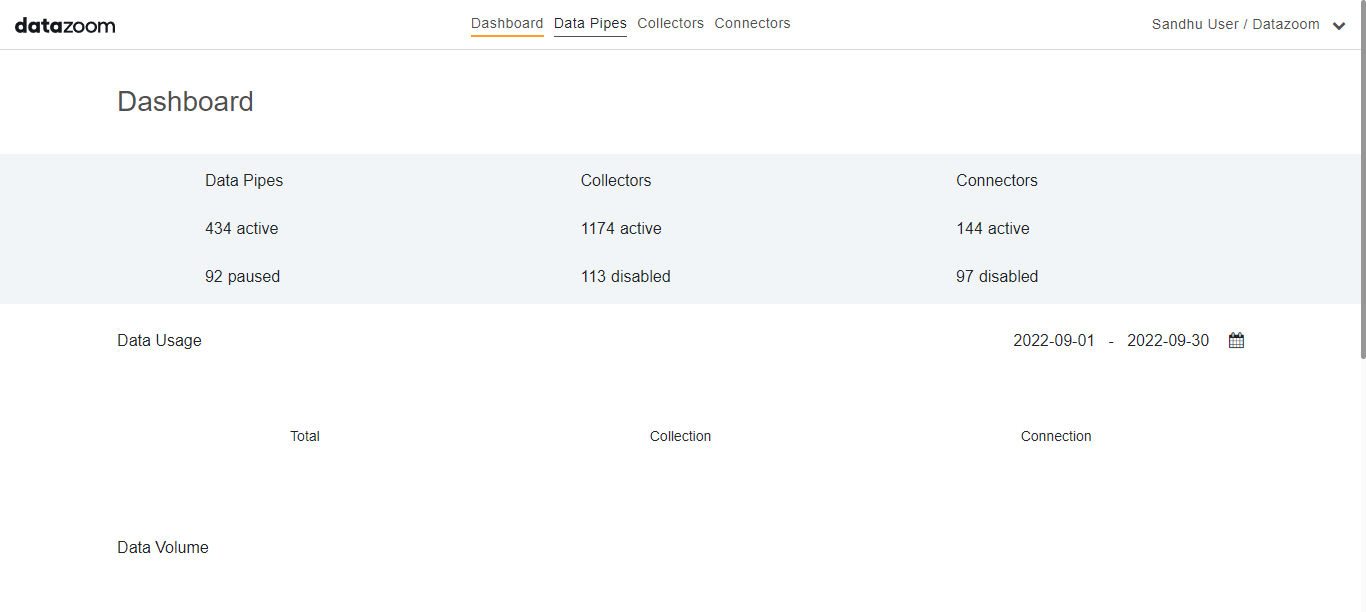 datazoom Dashboard Data Pipes Collectors Connectors Sandhu User / Datazoom
Dashboard
Data Pipes Collectors Connectors
434 active 1174 active 144 active
92 paused 113 disabled 97 disabled
Data Usage 2022-09-01 - 2022-09-30
Total Collection Connection
Data Volume